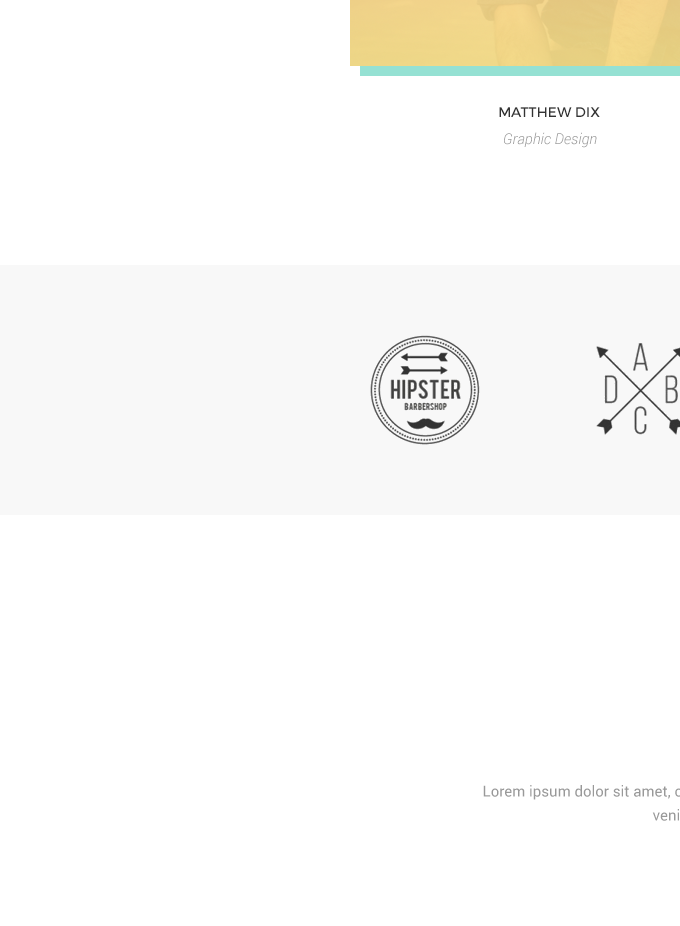 MATTHEW DIX
Graphic Design
HIPSTER
BARBERSHOP
A
D B
C
Lorem ipsum dolor sit amet,
veni